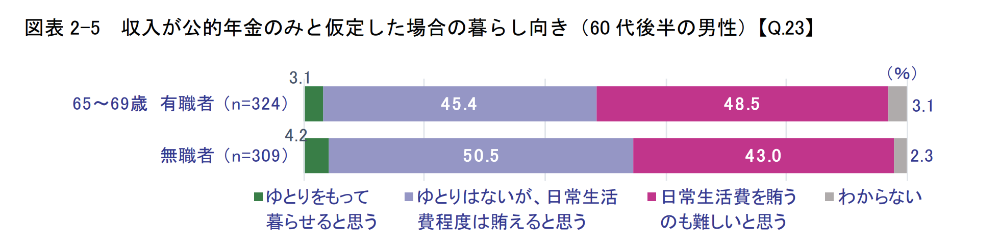 図表 2-5　収入が公的年金のみと仮定した場合の暮らし向き（60 代後半の男性）【Q.23】
（%）
3.1
65～69歳　有職者（n=324） 45.4 48.5 3.1
4.2
無職者（n=309） 50.5 43.0 2.3
ゆとりをもって ゆとりはないが、日常生活 日常生活費を賄う わからない
暮らせると思う 費程度は賄えると思う のも難しいと思う